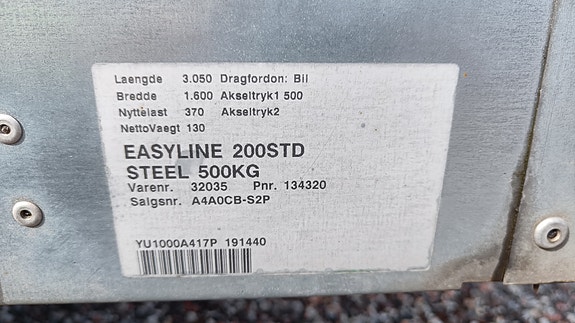 Laengde 3.050 Dragfordon: Bil
Bredde 1.600 Akseltryk1 500
Nyttelast 370 Akseltryk2
NettoVaegt 130
EASYLINE 200STD
STEEL 500KG
Varenr. 32035 Pnr. 134320
Salgsnr. A4A0CB-S2P
YU1000A417P 191440